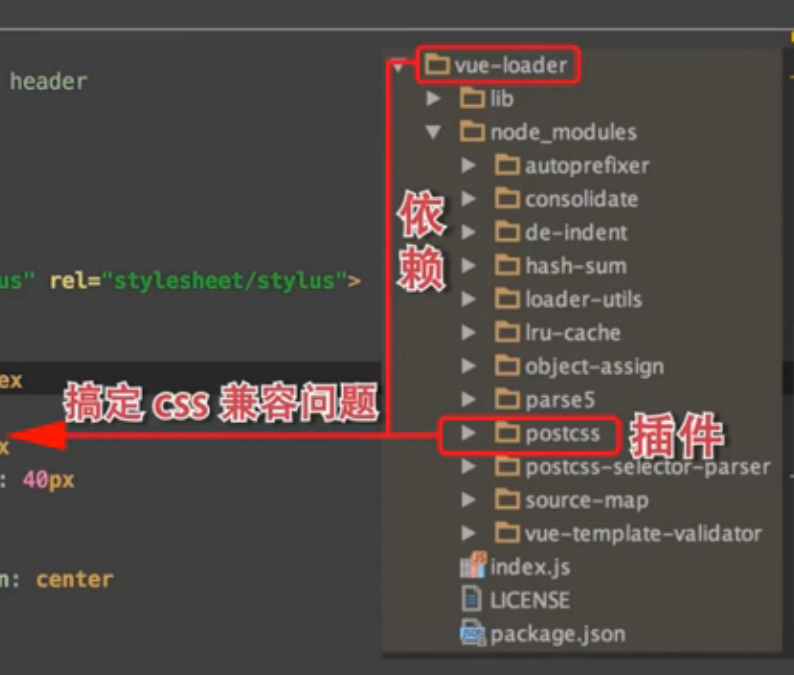 header
vue-loader
lib
node_modules
autoprefixer
consolidate
依赖
de-indent
hash-sum
us" rel="stylesheet/stylus">
loader-utils
lru-cache
object-assign
ex
搞定 css 兼容问题
parse5
postcss
插件
x
postcss-selector-parser
: 40px
source-map
vue-template-validator
index.js
n: center
LICENSE
package.json